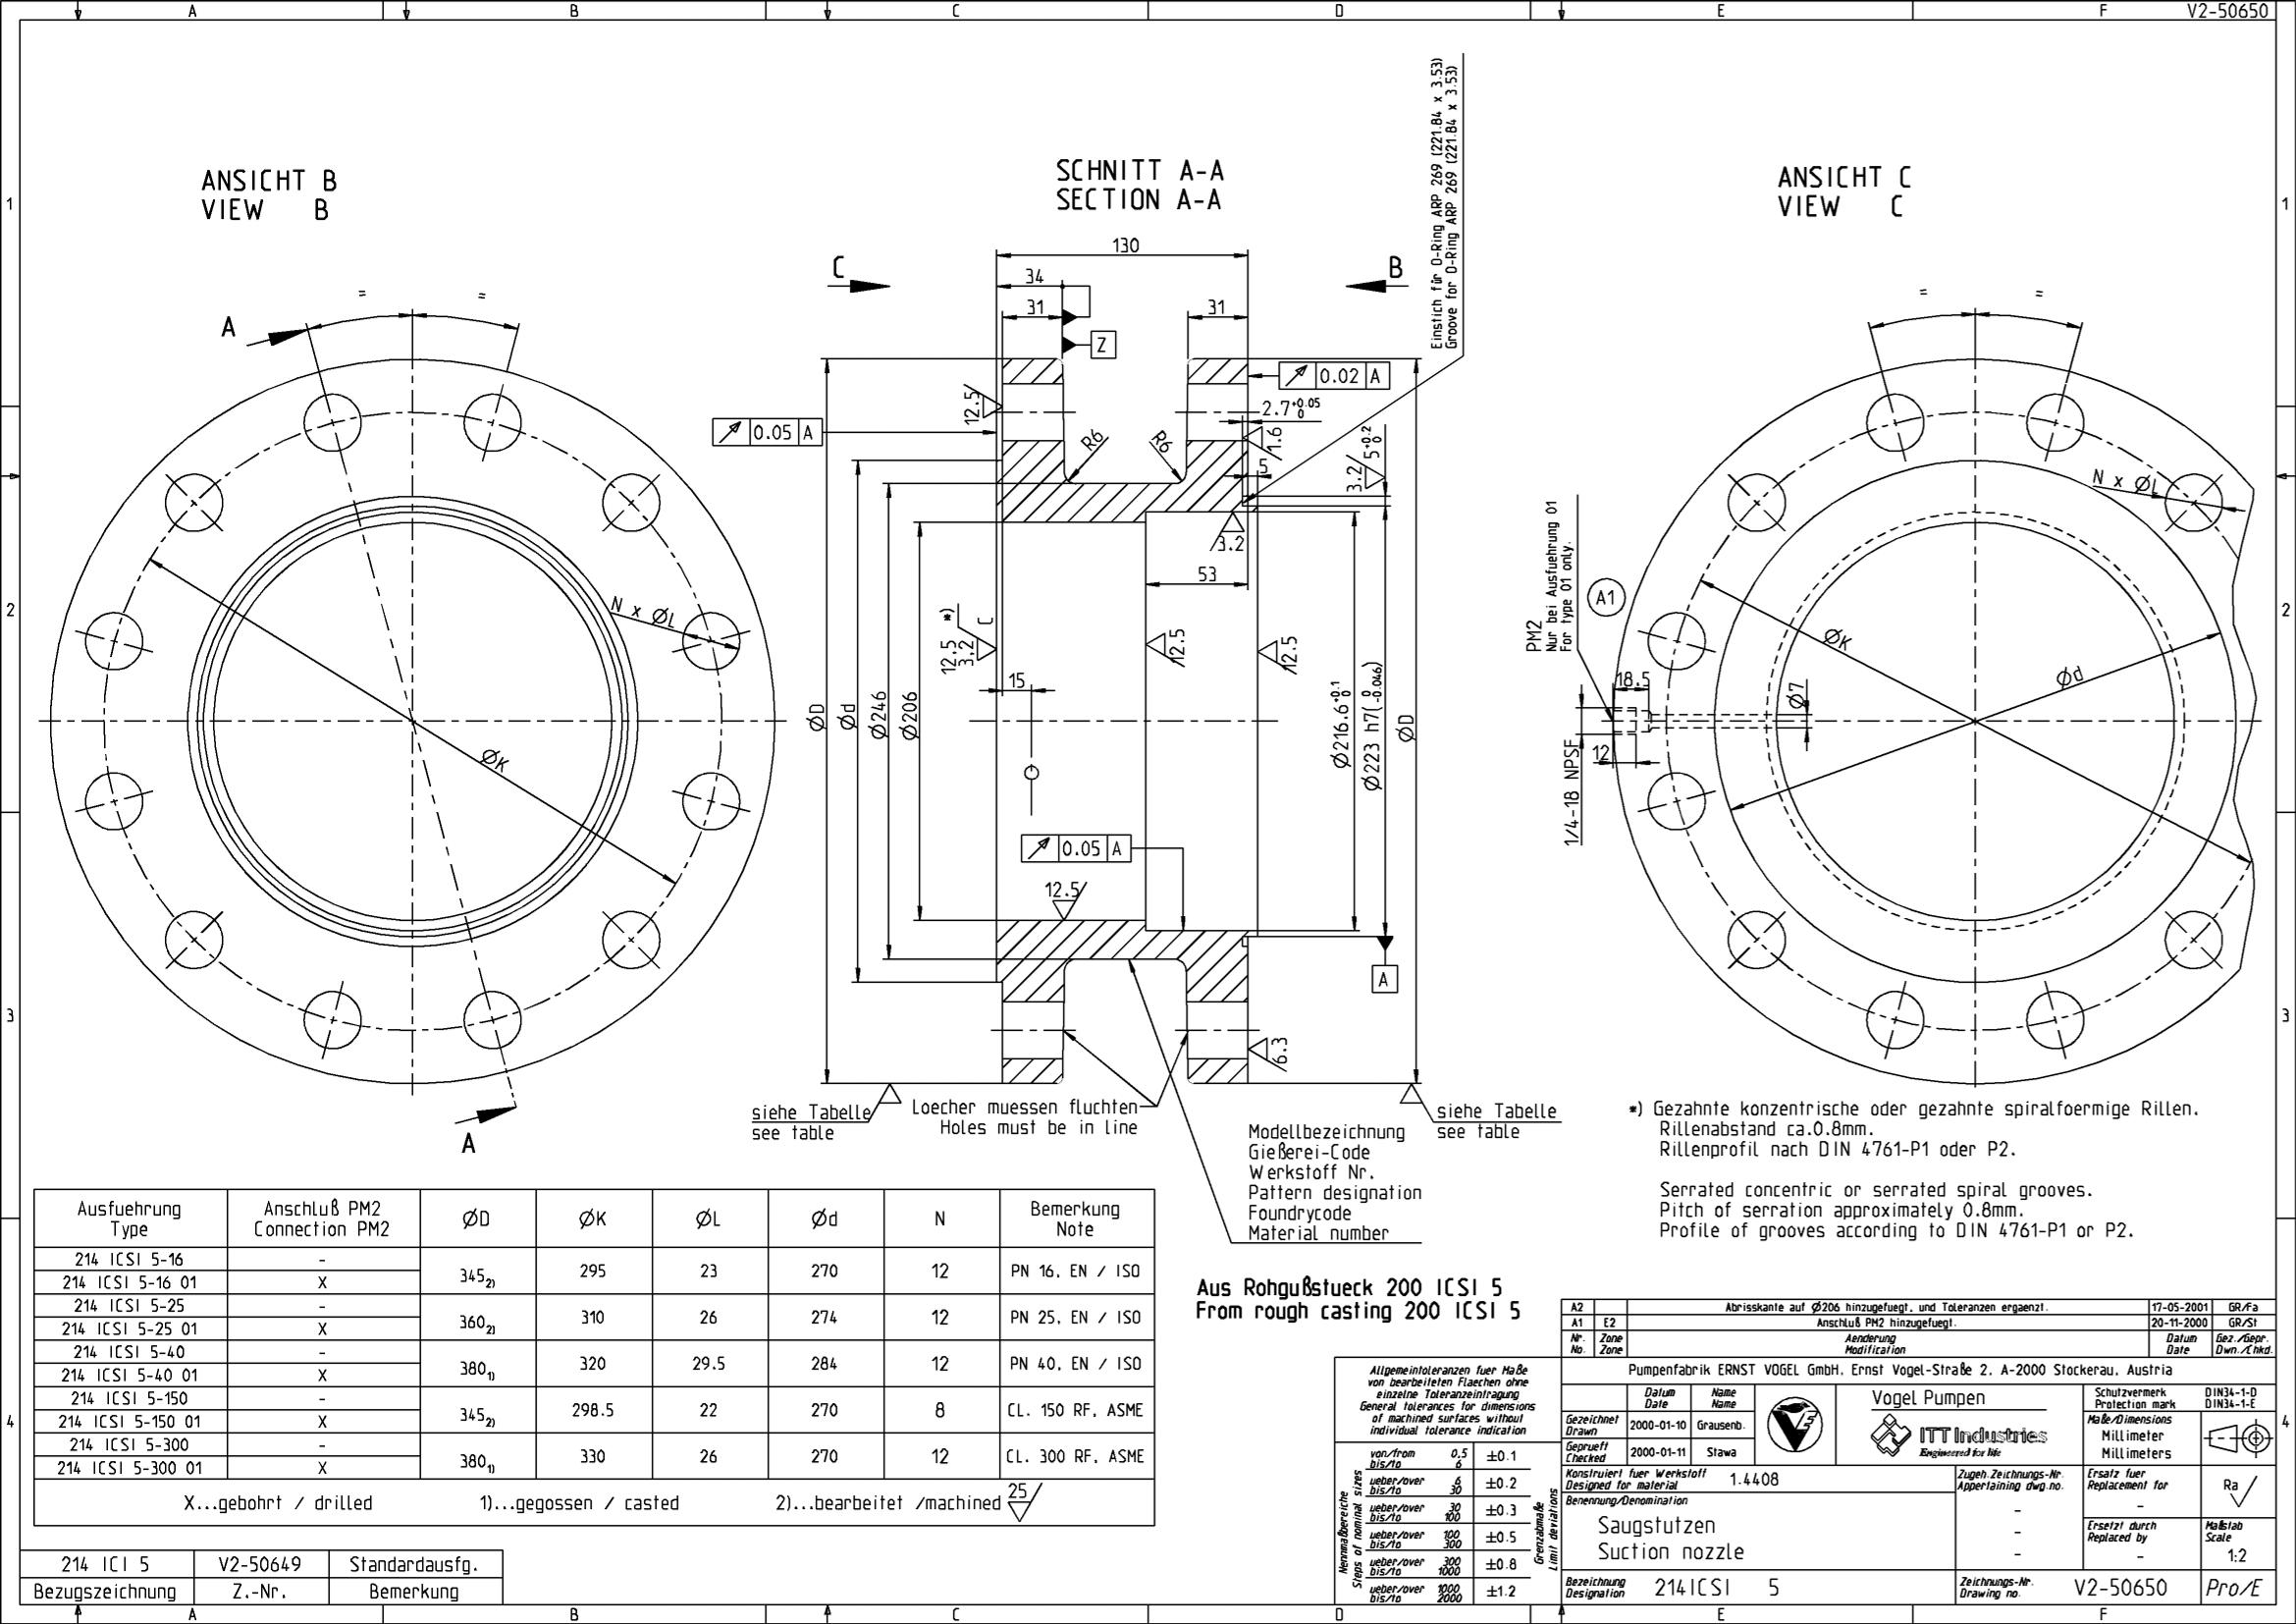 A B C D E F V2-50650
ANSICHT B
VIEW B
SCHNITT A-A
SECTION A-A
Einstich für O-Ring ARP 269 (221.84 x 3.53)
Groove for O-Ring ARP 269 (221.84 x 3.53)
ANSICHT C
VIEW C
1
1
2
2
3
3
4
4
= =
A
A
N x ØL
ØK
C
B
130
34
31
31
Z
0.02 A
0.05 A
12.5
R6
R6
2.7 +0.05 0
1.6
5
3.2
5 +0.2 0
3.2
53
12.5
3.2
*)
C
12.5
12.5
15
ØD
Ød
Ø246
Ø206
Ø216.6 +0.1 0
Ø223 h7( 0 -0.046)
ØD
0.05 A
12.5
A
6.3
siehe Tabelle
see table
Loecher muessen fluchten
Holes must be in line
siehe Tabelle
see table
Modellbezeichnung
Gießerei-Code
Werkstoff Nr.
Pattern designation
Foundrycode
Material number
= =
N x ØL
PM2
Nur bei Ausfuehrung 01
For type 01 only.
A1
ØK
Ød
18.5
Ø7
12
1/4-18 NPSF
*) Gezahnte konzentrische oder gezahnte spiralfoermige Rillen.
Rillenabstand ca.0.8mm.
Rillenprofil nach DIN 4761-P1 oder P2.
Serrated concentric or serrated spiral grooves.
Pitch of serration approximately 0.8mm.
Profile of grooves according to DIN 4761-P1 or P2.
Aus Rohgußstueck 200 ICSI 5
From rough casting 200 ICSI 5
Ausfuehrung Anschluß PM2 ØD ØK ØL Ød N Bemerkung
Type Connection PM2 Note
214 ICSI 5-16 - 345 2) 295 23 270 12 PN 16, EN / ISO
214 ICSI 5-16 01 X
214 ICSI 5-25 - 360 2) 310 26 274 12 PN 25, EN / ISO
214 ICSI 5-25 01 X
214 ICSI 5-40 - 380 1) 320 29.5 284 12 PN 40, EN / ISO
214 ICSI 5-40 01 X
214 ICSI 5-150 - 345 2) 298.5 22 270 8 CL. 150 RF, ASME
214 ICSI 5-150 01 X
214 ICSI 5-300 - 380 1) 330 26 270 12 CL. 300 RF, ASME
214 ICSI 5-300 01 X
X...gebohrt / drilled 1)...gegossen / casted 2)...bearbeitet /machined 25
214 ICI 5 V2-50649 Standardausfg.
Bezugszeichnung Z.-Nr. Bemerkung
Allgemeintoleranzen fuer Maße
von bearbeiteten Flaechen ohne
einzelne Toleranzeintragung
General tolerances for dimensions
of machined surfaces without
individual tolerance indication
Nennmaßbereiche
Steps of nominal sizes
von/from 0,5
bis/to 6 ±0.1
ueber/over 6
bis/to 30 ±0.2
ueber/over 30
bis/to 100 ±0.3
ueber/over 100
bis/to 300 ±0.5
ueber/over 300
bis/to 1000 ±0.8
ueber/over 1000
bis/to 2000 ±1.2
Grenzabmaße
Limit deviations
A2 Abrisskante auf Ø206 hinzugefuegt, und Toleranzen ergaenzt. 17-05-2001 GR/Fa
A1 E2 Anschluß PM2 hinzugefuegt. 20-11-2000 GR/St
Nr. Zone Aenderung Datum Gez./Gepr.
No. Zone Modification Date Dwn./Chkd.
Pumpenfabrik ERNST VOGEL GmbH, Ernst Vogel-Straße 2, A-2000 Stockerau, Austria
Datum Name
Date Name
Gezeichnet
Drawn 2000-01-10 Grausenb.
Geprueft
Checked 2000-01-11 Stawa
Vogel Pumpen
ITT Industries
Engineered for life
Schutzvermerk DIN34-1-D
Protection mark DIN34-1-E
Maße/Dimensions
Millimeter
Millimeters
Konstruiert fuer Werkstoff
Designed for material 1.4408
Zugeh.Zeichnungs-Nr.
Appertaining dwg.no.
-
-
-
Ersatz fuer
Replacement for
-
Ra
Benennung/Denomination
Saugstutzen
Suction nozzle
Ersetzt durch
Replaced by
-
Maßstab
Scale
1:2
Bezeichnung
Designation 214ICSI 5
Zeichnungs-Nr.
Drawing no. V2-50650
Pro/E
A B C D E F